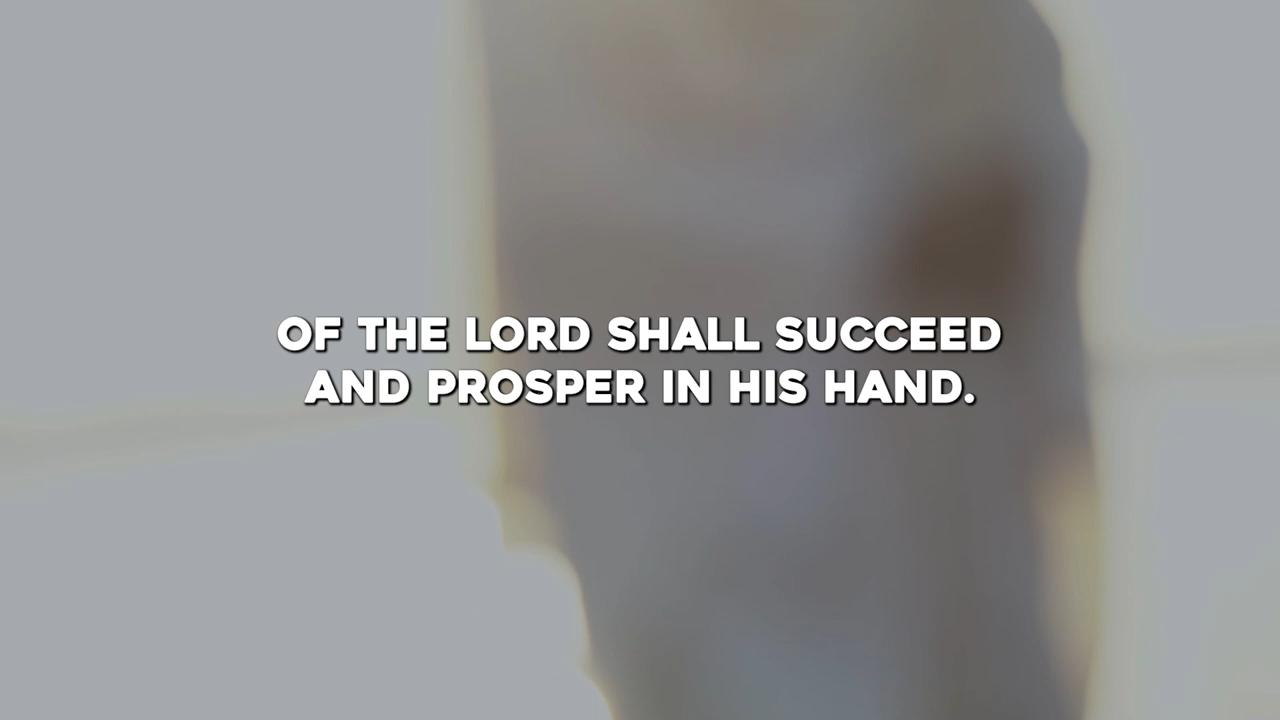 OF THE LORD SHALL SUCCEED
AND PROSPER IN HIS HAND.